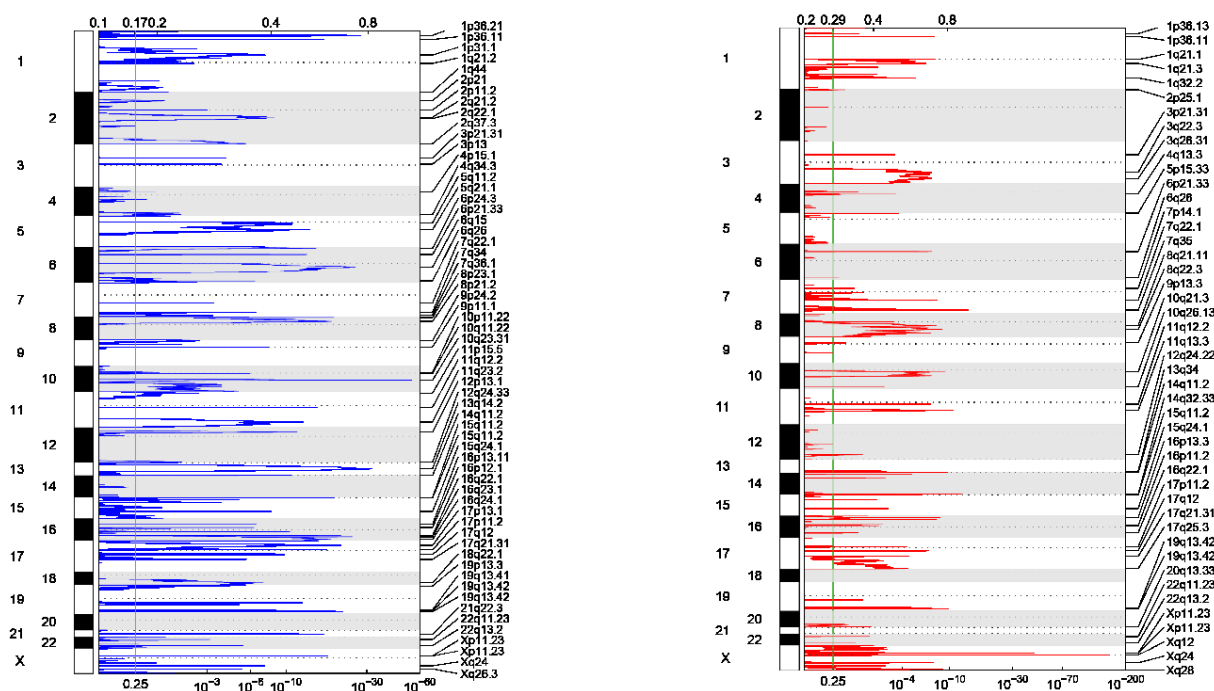 0.1 0.17 0.2 0.4 0.8
1
2
3
4
5
6
7
8
9
10
11
12
13
14
15
16
17
18
19
20
21
22
X
1p36.21
1p36.11
1p31.1
1q21.2
1q44
2p21
2p11.2
2q21.2
2q22.1
2q37.3
3p21.31
3p13
4p15.1
4q34.3
5q11.2
5q21.1
6p24.3
6p21.33
6q15
6q26
7q22.1
7q34
7q36.1
8p23.1
8p21.2
9p24.2
9p11.1
10p11.22
10q11.22
10q23.31
11p15.5
11q12.2
11q23.2
12p13.1
12q24.33
13q14.2
14q11.2
15q11.2
15q11.2
15q24.1
16p13.11
16p12.1
16q22.1
16q23.1
16q24.1
17p13.1
17p11.2
17q12
17q21.31
18q22.1
19p13.3
19q13.41
19q13.42
19q13.42
21q22.3
22q11.23
22q13.2
Xp11.23
Xp11.23
Xq24
Xq26.3
0.25 10⁻³ 10⁻⁵ 10⁻¹⁰ 10⁻³⁰ 10⁻⁶⁰
0.2 0.29 0.4 0.8
1
2
3
4
5
6
7
8
9
10
11
12
13
14
15
16
17
18
19
20
21
22
X
1p36.13
1p36.11
1q21.1
1q21.3
1q32.2
2p25.1
3p21.31
3q22.3
3q26.31
4q13.3
5p15.33
6p21.33
6q26
7p14.1
7q22.1
7q35
8q21.11
8q22.3
9p13.3
10q21.3
10q26.13
11q12.2
11q13.3
12q24.22
13q34
14q11.2
14q32.33
15q11.2
15q24.1
16p13.3
16p11.2
16q22.1
17p11.2
17q12
17q21.31
17q25.3
19q13.42
19q13.42
20q13.33
22q11.23
22q13.2
Xp11.23
Xp11.23
Xq12
Xq24
Xq28
0.25 10⁻⁴ 10⁻¹⁰ 10⁻³⁰ 10⁻⁷⁰ 10⁻²⁰⁰